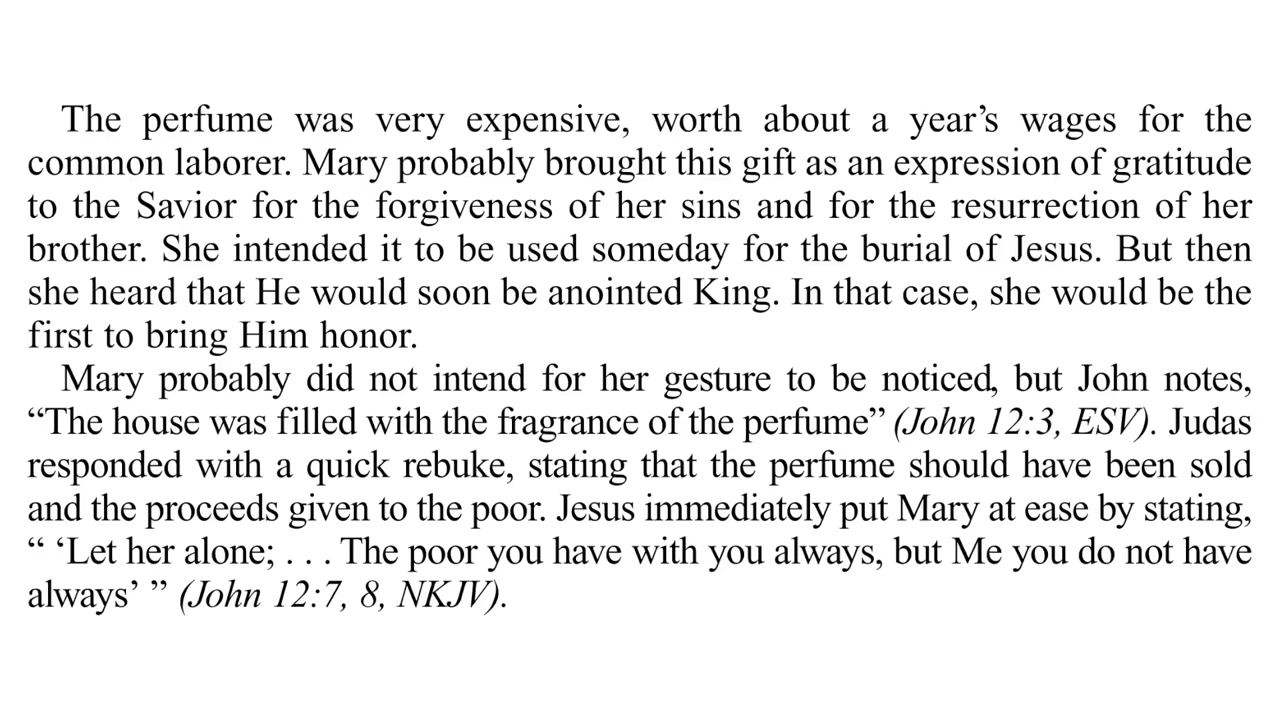 The perfume was very expensive, worth about a year’s wages for the
common laborer. Mary probably brought this gift as an expression of gratitude
to the Savior for the forgiveness of her sins and for the resurrection of her
brother. She intended it to be used someday for the burial of Jesus. But then
she heard that He would soon be anointed King. In that case, she would be the
first to bring Him honor.
Mary probably did not intend for her gesture to be noticed, but John notes,
“The house was filled with the fragrance of the perfume” (John 12:3, ESV). Judas
responded with a quick rebuke, stating that the perfume should have been sold
and the proceeds given to the poor. Jesus immediately put Mary at ease by stating,
“ ‘Let her alone; . . . The poor you have with you always, but Me you do not have
always’ ” (John 12:7, 8, NKJV).